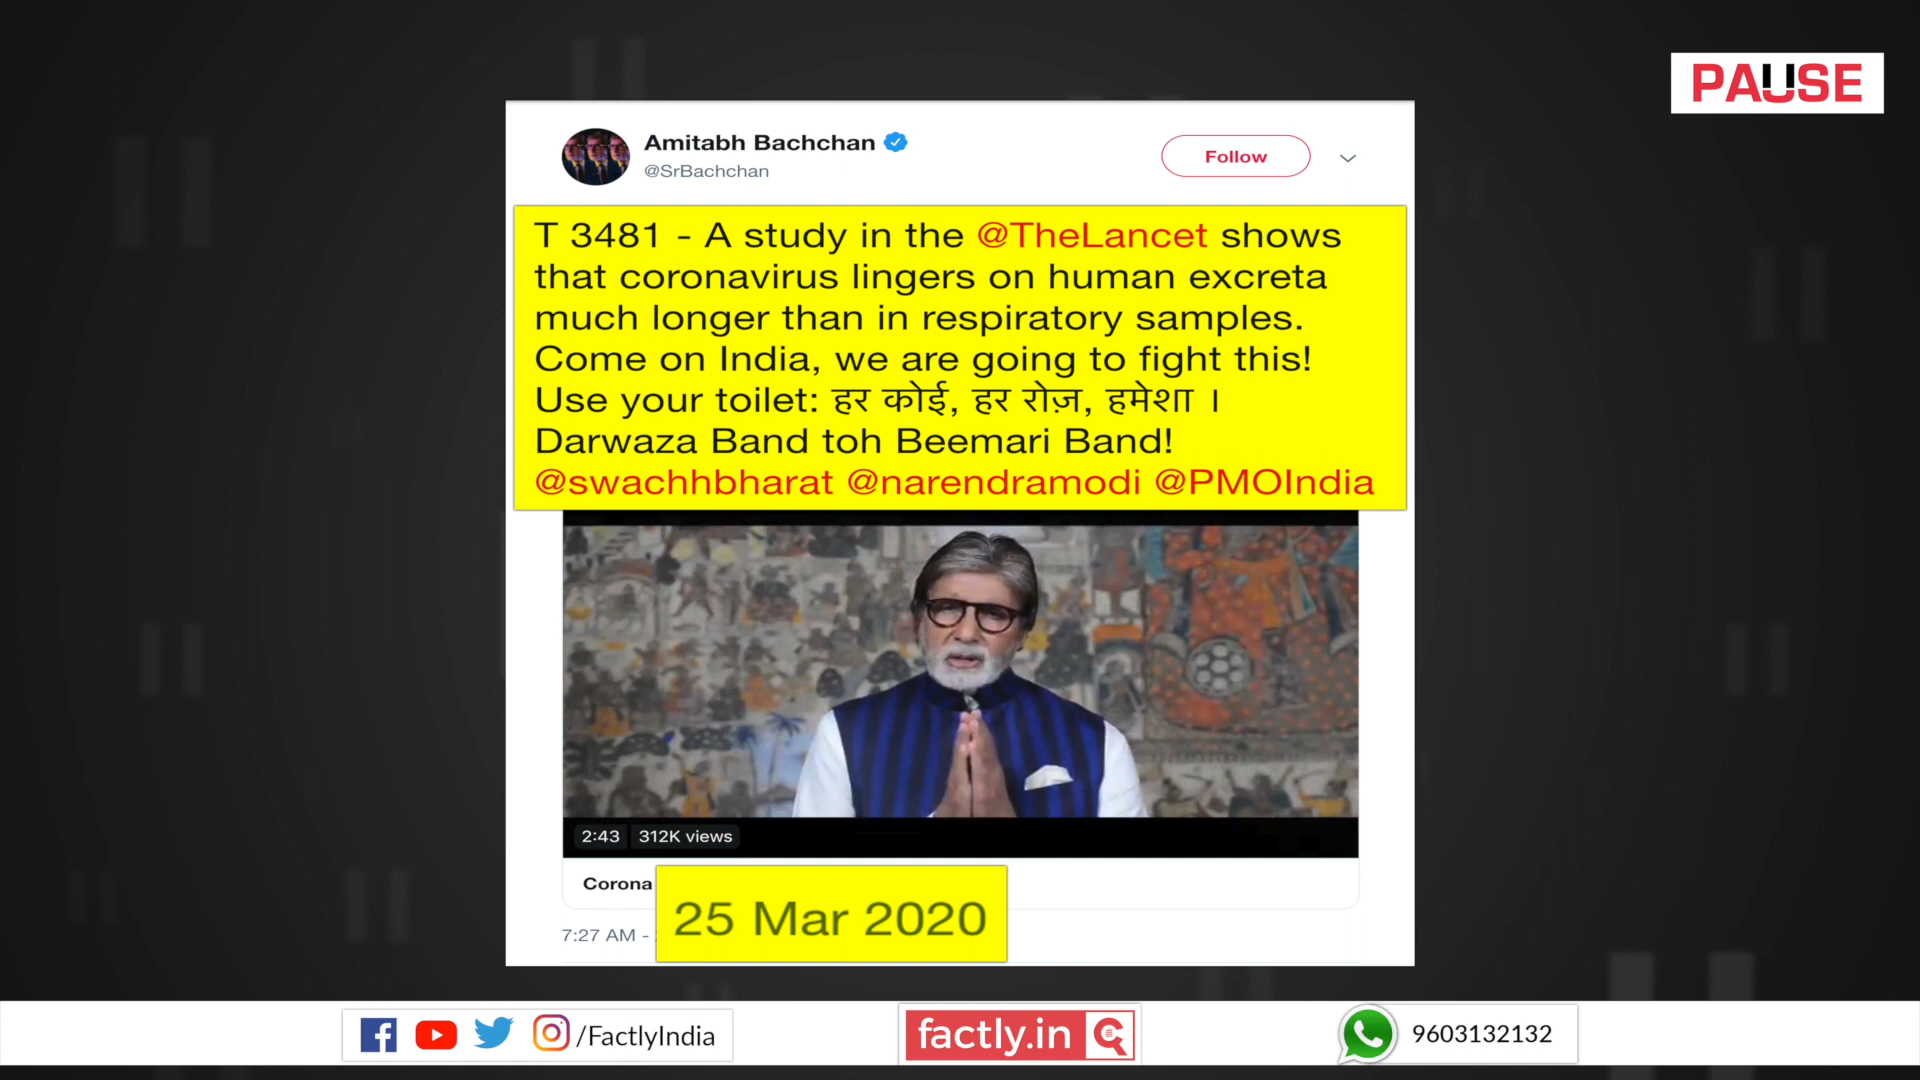 PAUSE
Amitabh Bachchan
@SrBachchan
Follow
T 3481 - A study in the @TheLancet shows
that coronavirus lingers on human excreta
much longer than in respiratory samples.
Come on India, we are going to fight this!
Use your toilet: हर कोई, हर रोज़, हमेशा ।
Darwaza Band toh Beemari Band!
@swachhbharat @narendramodi @PMOIndia
2:43 312K views
Corona
7:27 AM -
25 Mar 2020
/FactlyIndia
factly.in
9603132132